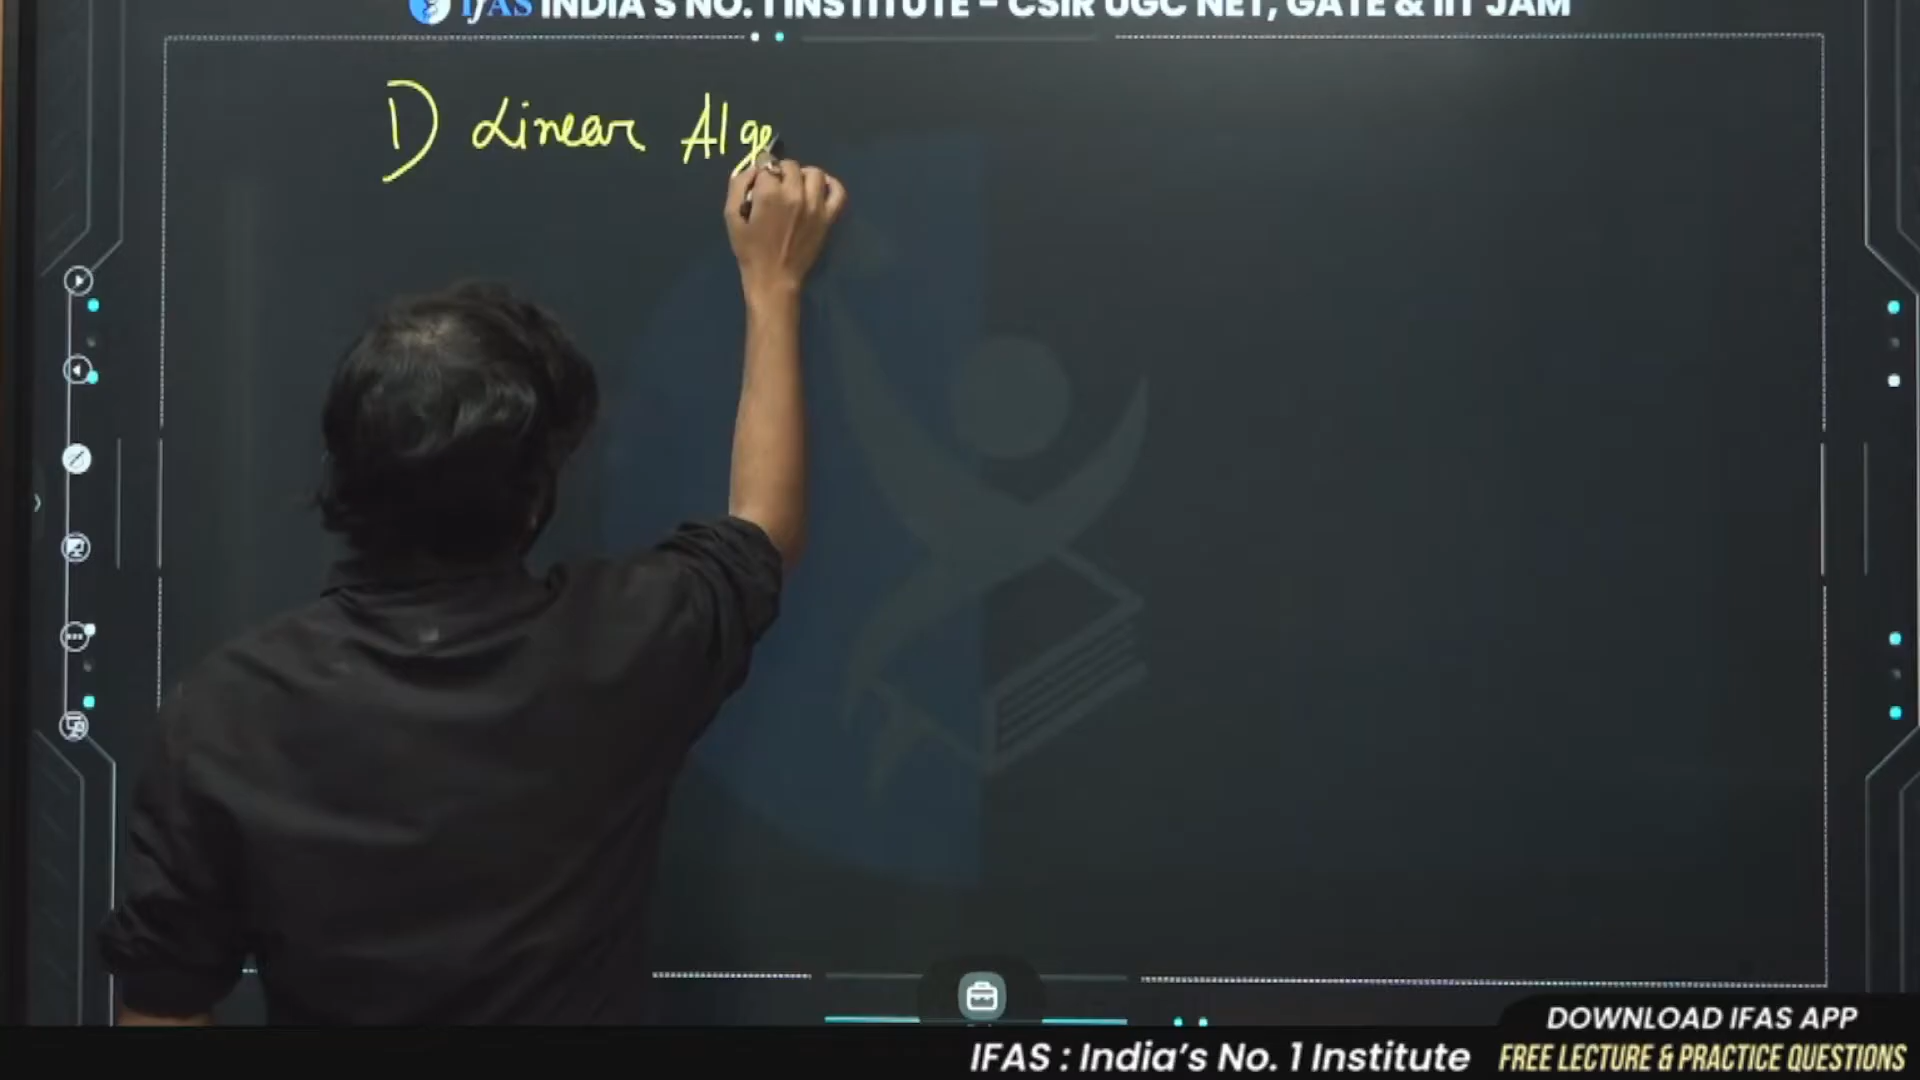 IfAS INDIA'S NO. 1 INSTITUTE - CSIR UGC NET, GATE & IIT JAM
1) Linear Alge
DOWNLOAD IFAS APP
IFAS : India's No. 1 Institute
FREE LECTURE & PRACTICE QUESTIONS